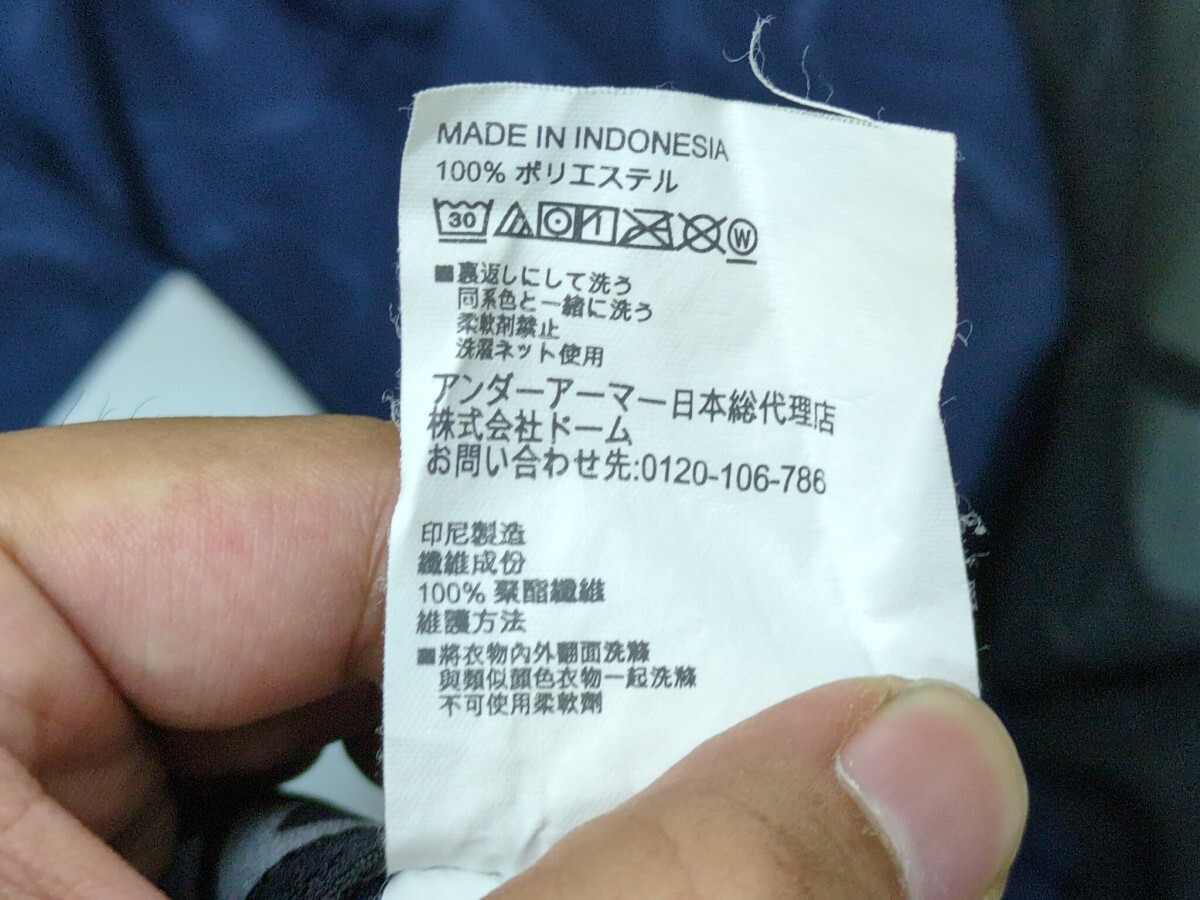 MADE IN INDONESIA
100% ポリエステル
30 W
■裏返しにして洗う
同系色と一緒に洗う
柔軟剤禁止
洗濯ネット使用
アンダーアーマー日本総代理店
株式会社ドーム
お問い合わせ先:0120-106-786
印尼製造
纖維成份
100% 聚酯纖維
維護方法
■將衣物內外翻面洗滌
與類似顏色衣物一起洗滌
不可使用柔軟劑